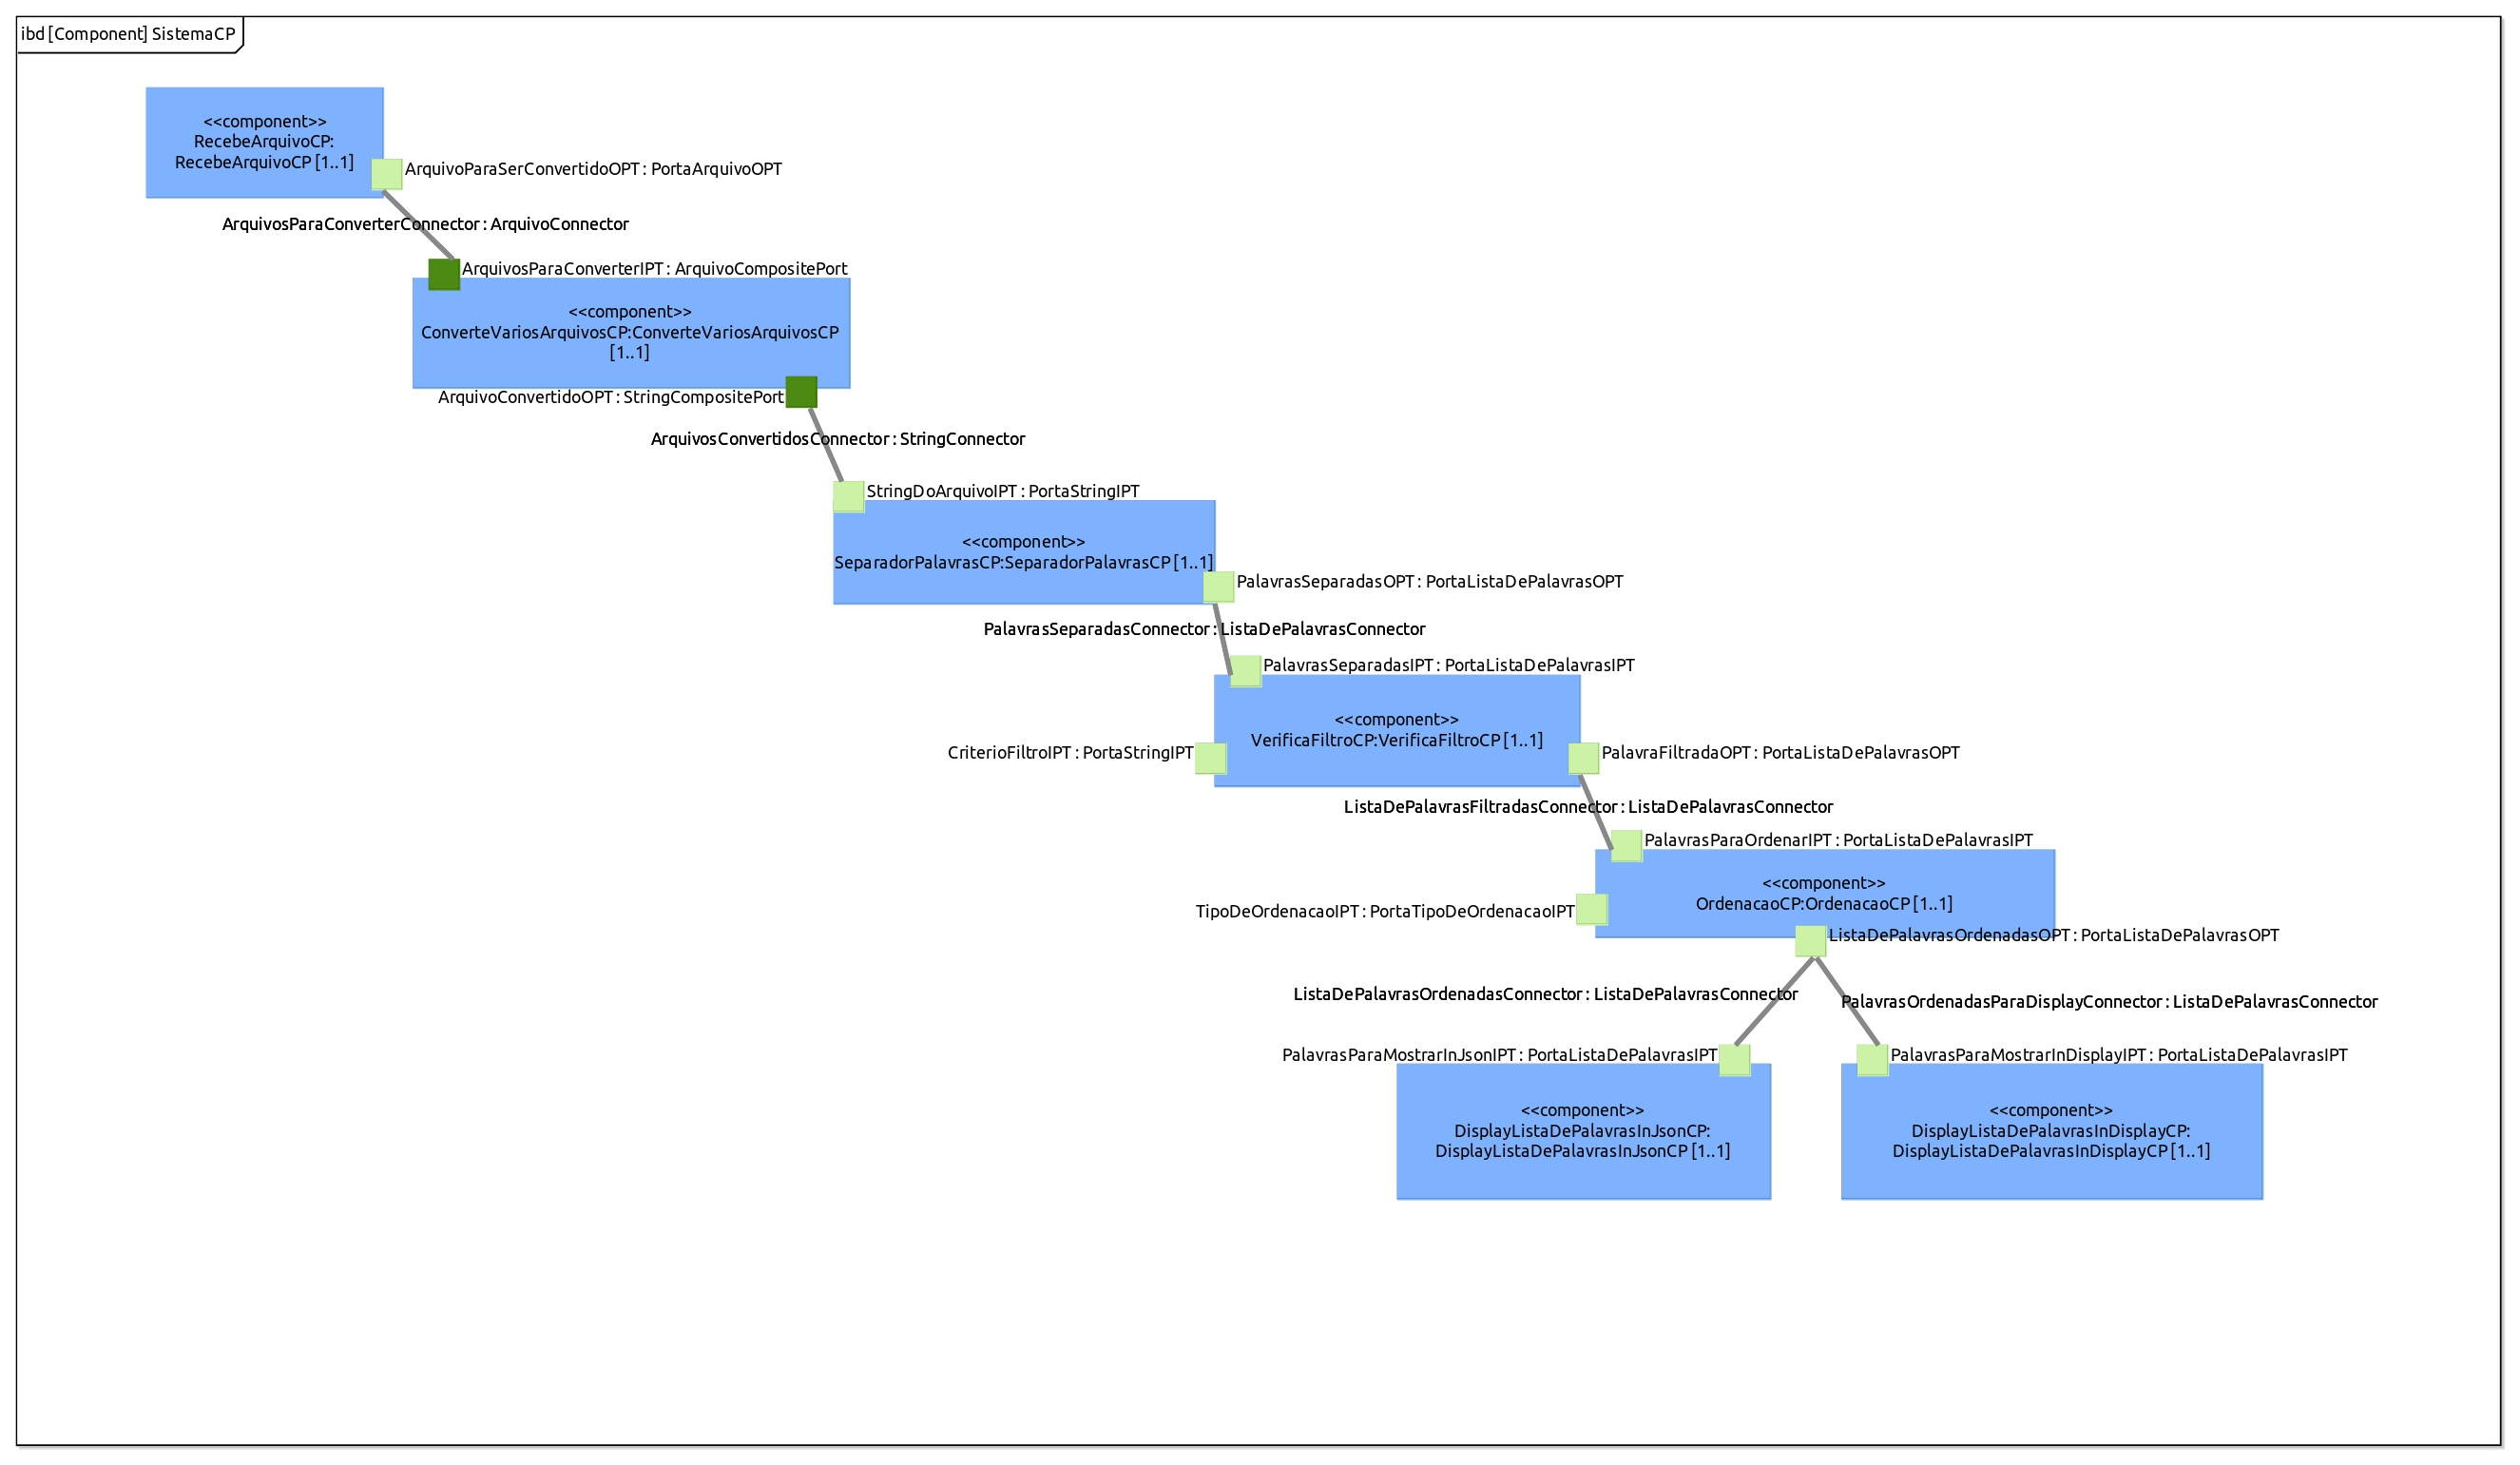 ibd [Component] SistemaCP
<<component>>
RecebeArquivoCP:
RecebeArquivoCP [1..1]
ArquivoParaSerConvertidoOPT : PortaArquivoOPT
ArquivosParaConverterConnector : ArquivoConnector
ArquivosParaConverterIPT : ArquivoCompositePort
<<component>>
ConverteVariosArquivosCP:ConverteVariosArquivosCP
[1..1]
ArquivoConvertidoOPT : StringCompositePort
ArquivosConvertidosConnector : StringConnector
StringDoArquivoIPT : PortaStringIPT
<<component>>
SeparadorPalavrasCP:SeparadorPalavrasCP [1..1]
PalavrasSeparadasOPT : PortaListaDePalavrasOPT
PalavrasSeparadasConnector : ListaDePalavrasConnector
PalavrasSeparadasIPT : PortaListaDePalavrasIPT
<<component>>
VerificaFiltroCP:VerificaFiltroCP [1..1]
CriterioFiltroIPT : PortaStringIPT
PalavraFiltradaOPT : PortaListaDePalavrasOPT
ListaDePalavrasFiltradasConnector : ListaDePalavrasConnector
PalavrasParaOrdenarIPT : PortaListaDePalavrasIPT
<<component>>
OrdenacaoCP:OrdenacaoCP [1..1]
TipoDeOrdenacaoIPT : PortaTipoDeOrdenacaoIPT
ListaDePalavrasOrdenadasOPT : PortaListaDePalavrasOPT
ListaDePalavrasOrdenadasConnector : ListaDePalavrasConnector
PalavrasOrdenadasParaDisplayConnector : ListaDePalavrasConnector
PalavrasParaMostrarInJsonIPT : PortaListaDePalavrasIPT
PalavrasParaMostrarInDisplayIPT : PortaListaDePalavrasIPT
<<component>>
DisplayListaDePalavrasInJsonCP:
DisplayListaDePalavrasInJsonCP [1..1]
<<component>>
DisplayListaDePalavrasInDisplayCP:
DisplayListaDePalavrasInDisplayCP [1..1]